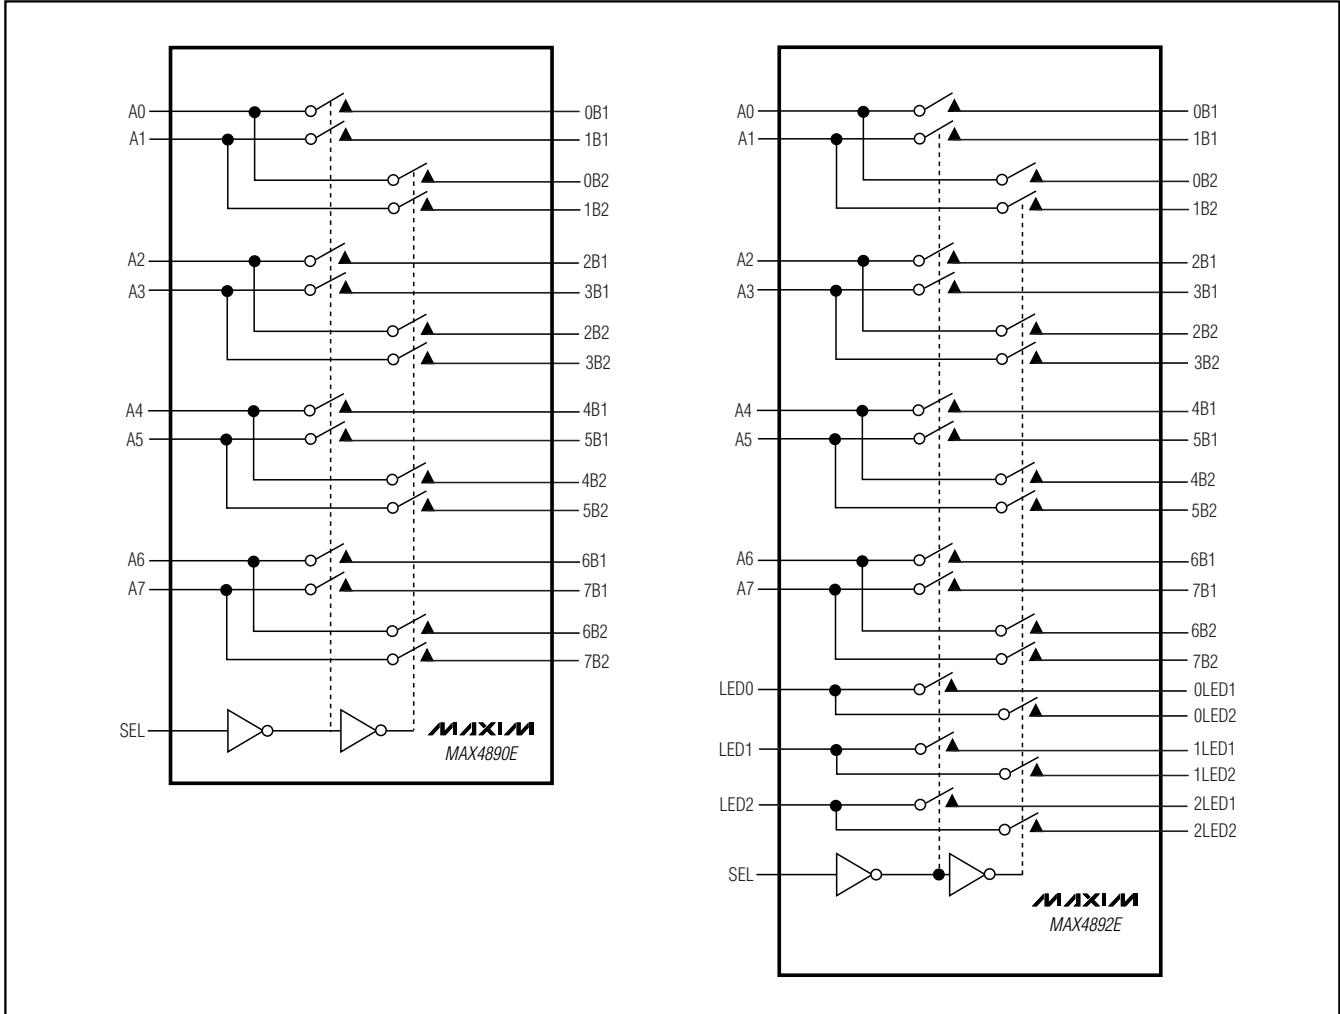 A0 0B1
A1 1B1
0B2
1B2
A2 2B1
A3 3B1
2B2
3B2
A4 4B1
A5 5B1
4B2
5B2
A6 6B1
A7 7B1
6B2
7B2
SEL
MAXIM
MAX4890E
A0 0B1
A1 1B1
0B2
1B2
A2 2B1
A3 3B1
2B2
3B2
A4 4B1
A5 5B1
4B2
5B2
A6 6B1
A7 7B1
6B2
7B2
LED0 0LED1
0LED2
LED1 1LED1
1LED2
LED2 2LED1
2LED2
SEL
MAXIM
MAX4892E